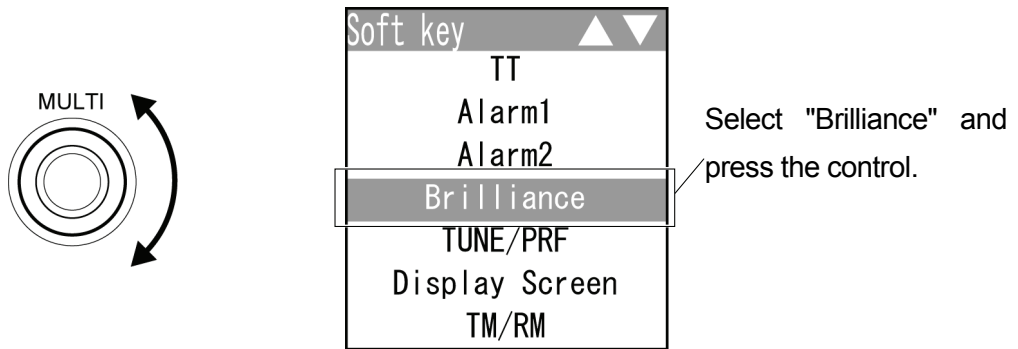 MULTI
Soft key ▲▼
TT
Alarm1
Alarm2
Brilliance
TUNE/PRF
Display Screen
TM/RM
Select "Brilliance" and
press the control.